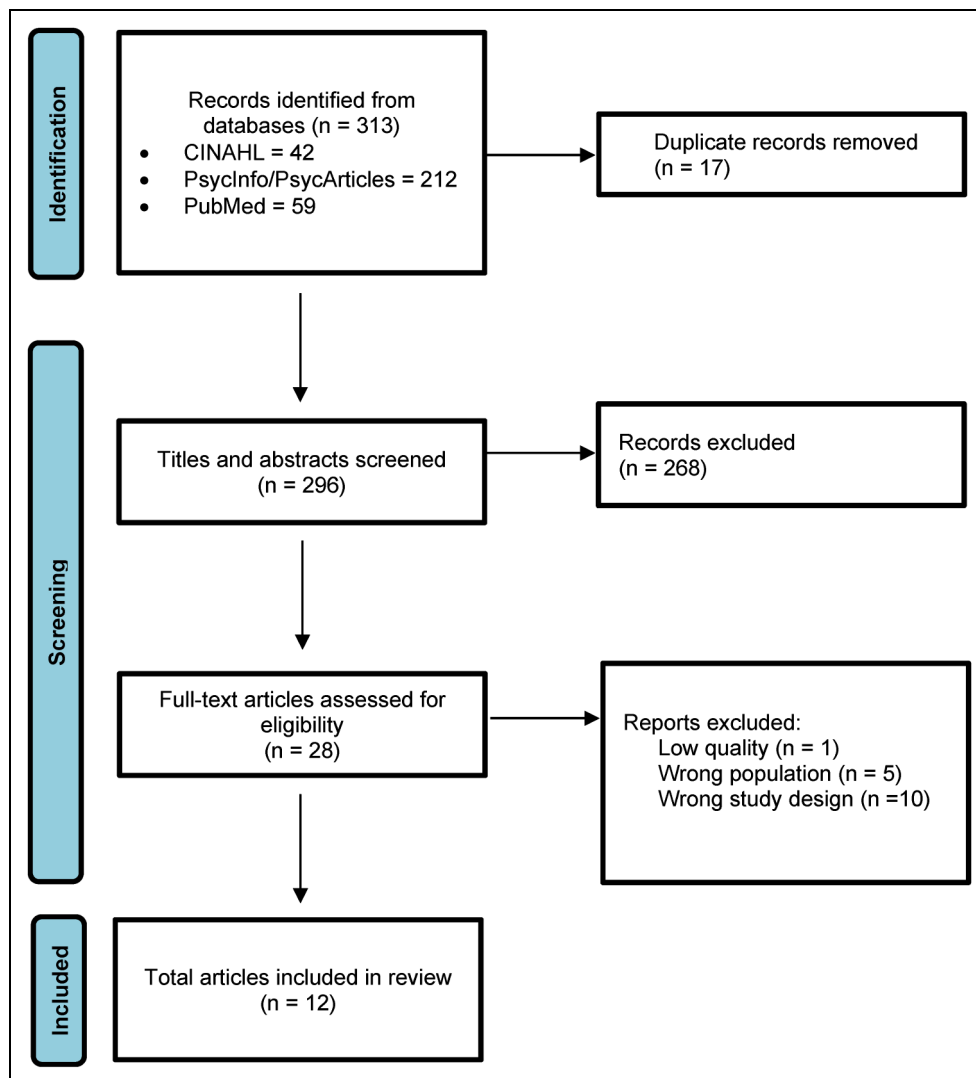 Identification
Records identified from
databases (n = 313)
• CINAHL = 42
• PsycInfo/PsycArticles = 212
• PubMed = 59
Duplicate records removed
(n = 17)
Screening
Titles and abstracts screened
(n = 296)
Records excluded
(n = 268)
Full-text articles assessed for
eligibility
(n = 28)
Reports excluded:
Low quality (n = 1)
Wrong population (n = 5)
Wrong study design (n =10)
Included
Total articles included in review
(n = 12)